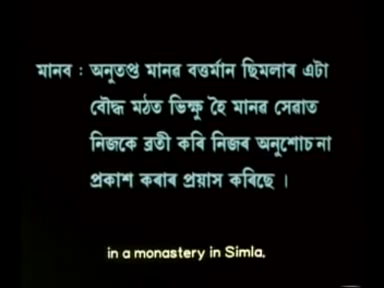 মানব : অনুতপ্ত মানৱ বৰ্ত্তমান ছিমলাৰ এটা
বৌদ্ধ মঠত ভিক্ষু হৈ মানৱ সেৱাত
নিজকে ব্ৰতী কৰি নিজৰ অনুশোচনা
প্ৰকাশ কৰাৰ প্ৰয়াস কৰিছে ।
in a monastery in Simla.